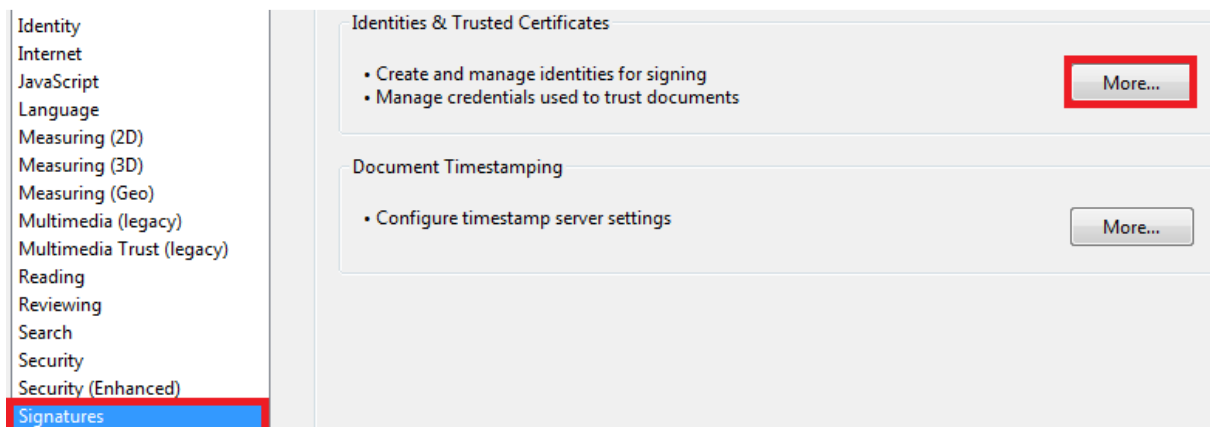 Identity
Internet
JavaScript
Language
Measuring (2D)
Measuring (3D)
Measuring (Geo)
Multimedia (legacy)
Multimedia Trust (legacy)
Reading
Reviewing
Search
Security
Security (Enhanced)
Signatures
Identities & Trusted Certificates
• Create and manage identities for signing
• Manage credentials used to trust documents
More...
Document Timestamping
• Configure timestamp server settings
More...